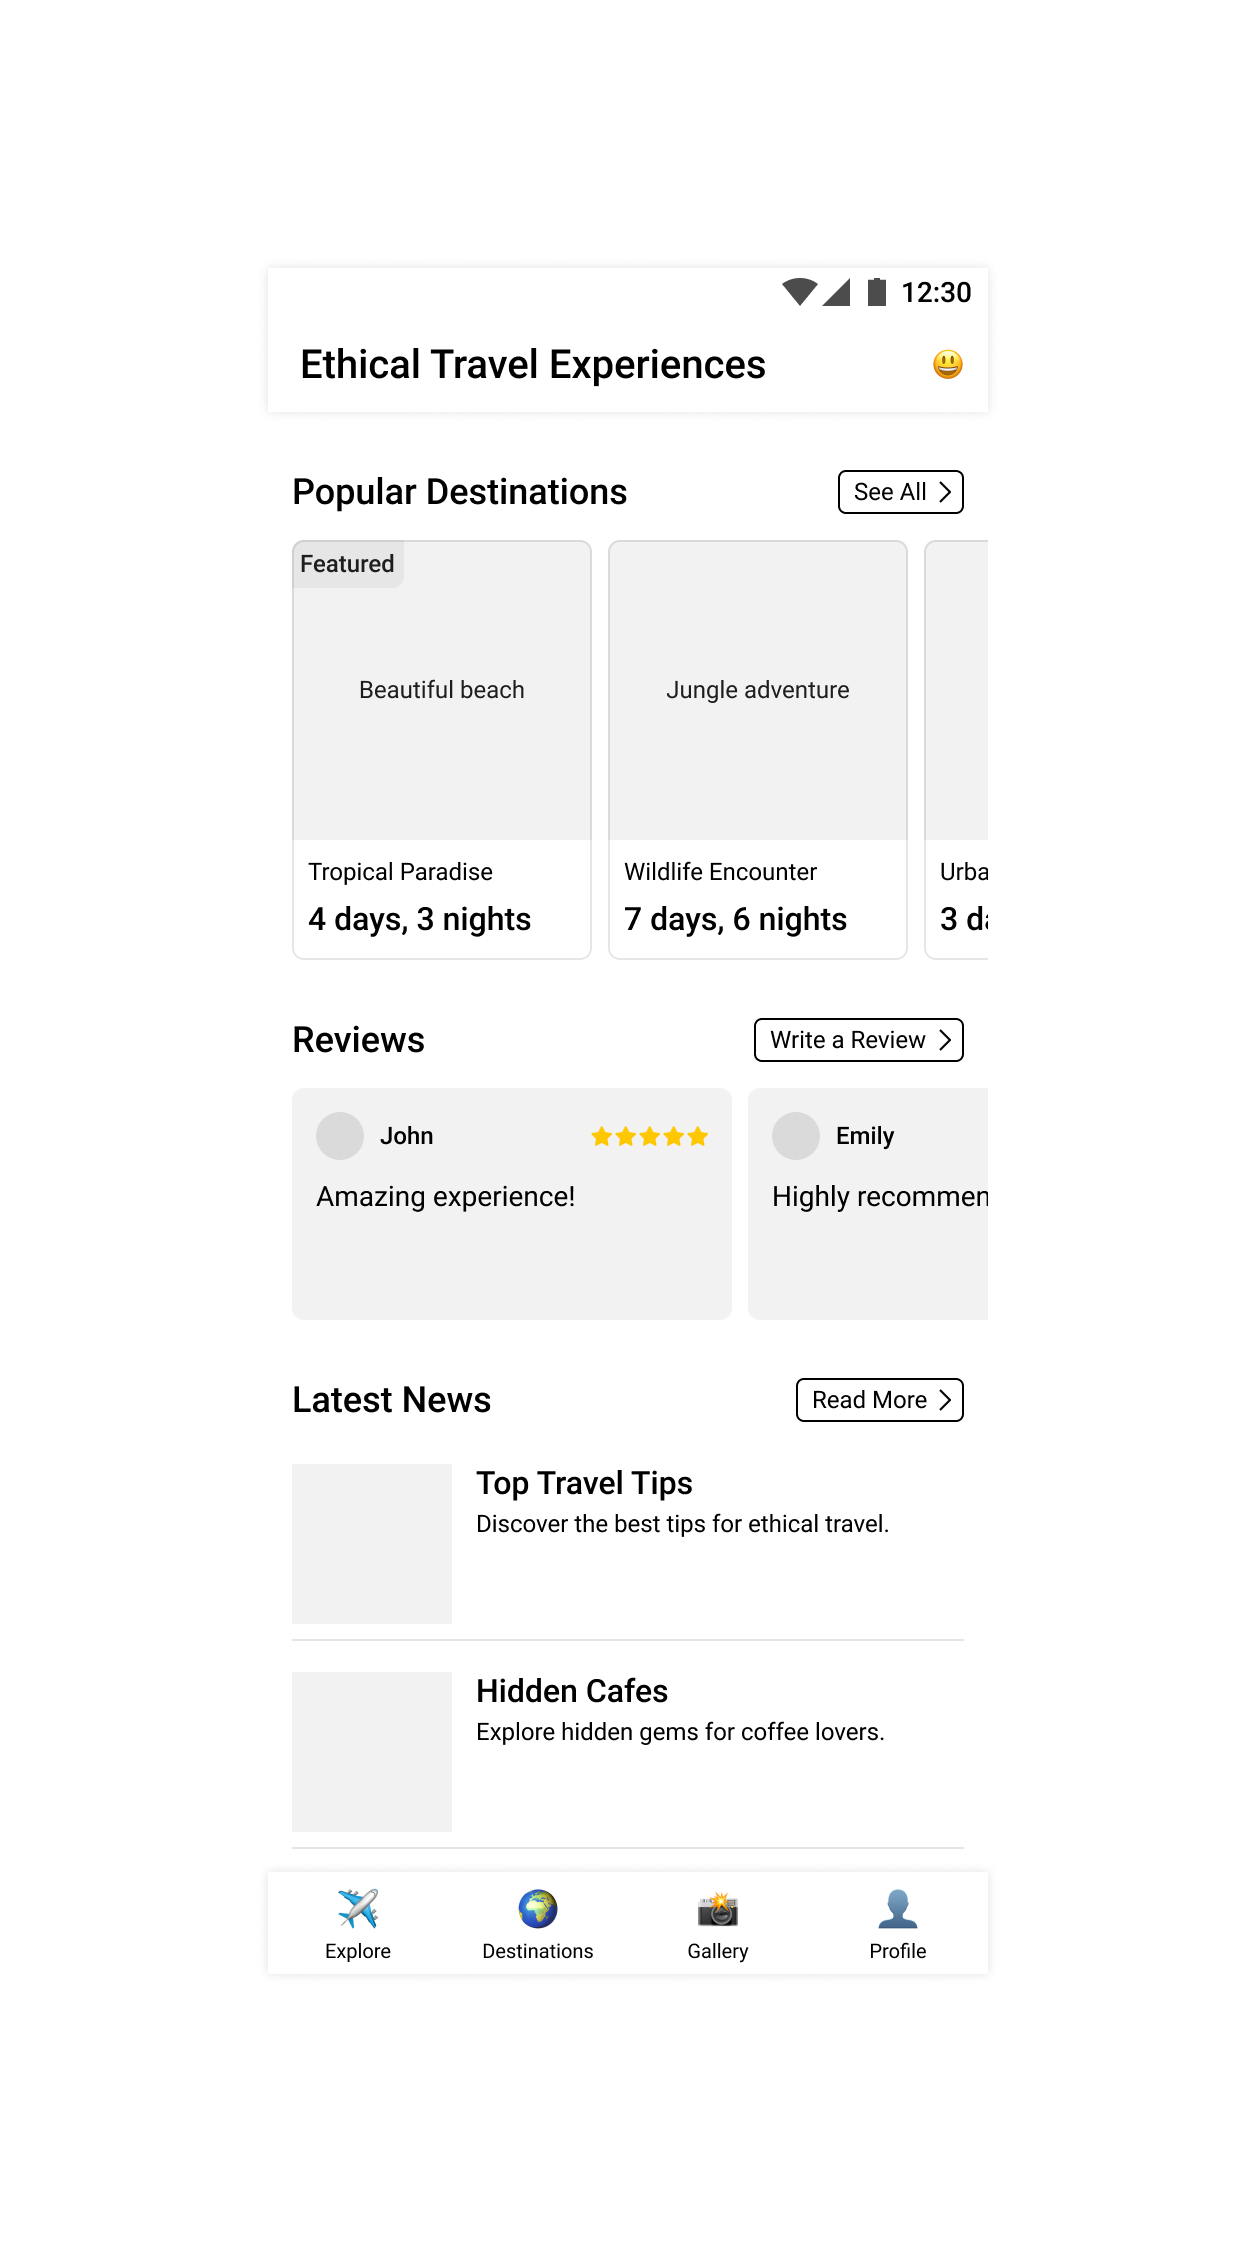 12:30
Ethical Travel Experiences
Popular Destinations
See All
Featured
Beautiful beach
Jungle adventure
Tropical Paradise
Wildlife Encounter
Urba
4 days, 3 nights
7 days, 6 nights
3 da
Reviews
Write a Review
John
Emily
Amazing experience!
Highly recommen
Latest News
Read More
Top Travel Tips
Discover the best tips for ethical travel.
Hidden Cafes
Explore hidden gems for coffee lovers.
Explore
Destinations
Gallery
Profile